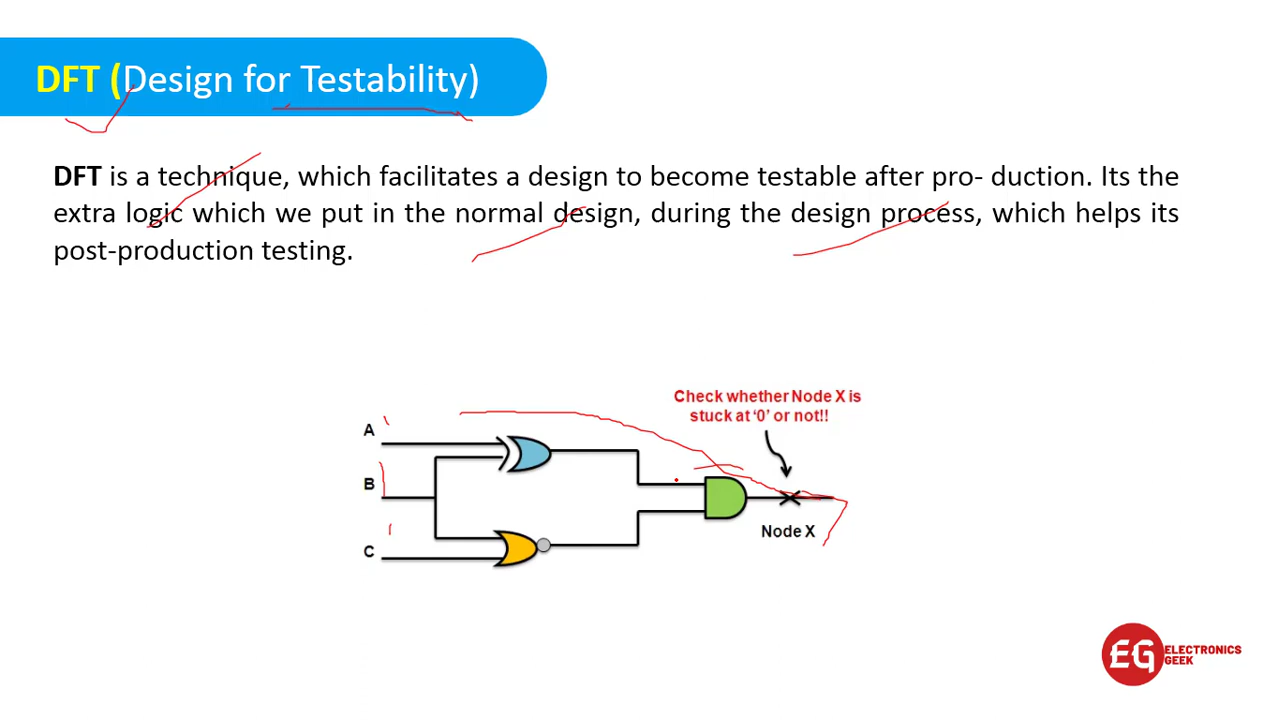 DFT (Design for Testability)
DFT is a technique, which facilitates a design to become testable after pro- duction. Its the
extra logic which we put in the normal design, during the design process, which helps its
post-production testing.
Check whether Node X is
stuck at ‘0’ or not!!
A
B
C
Node X
EG ELECTRONICS
GEEK